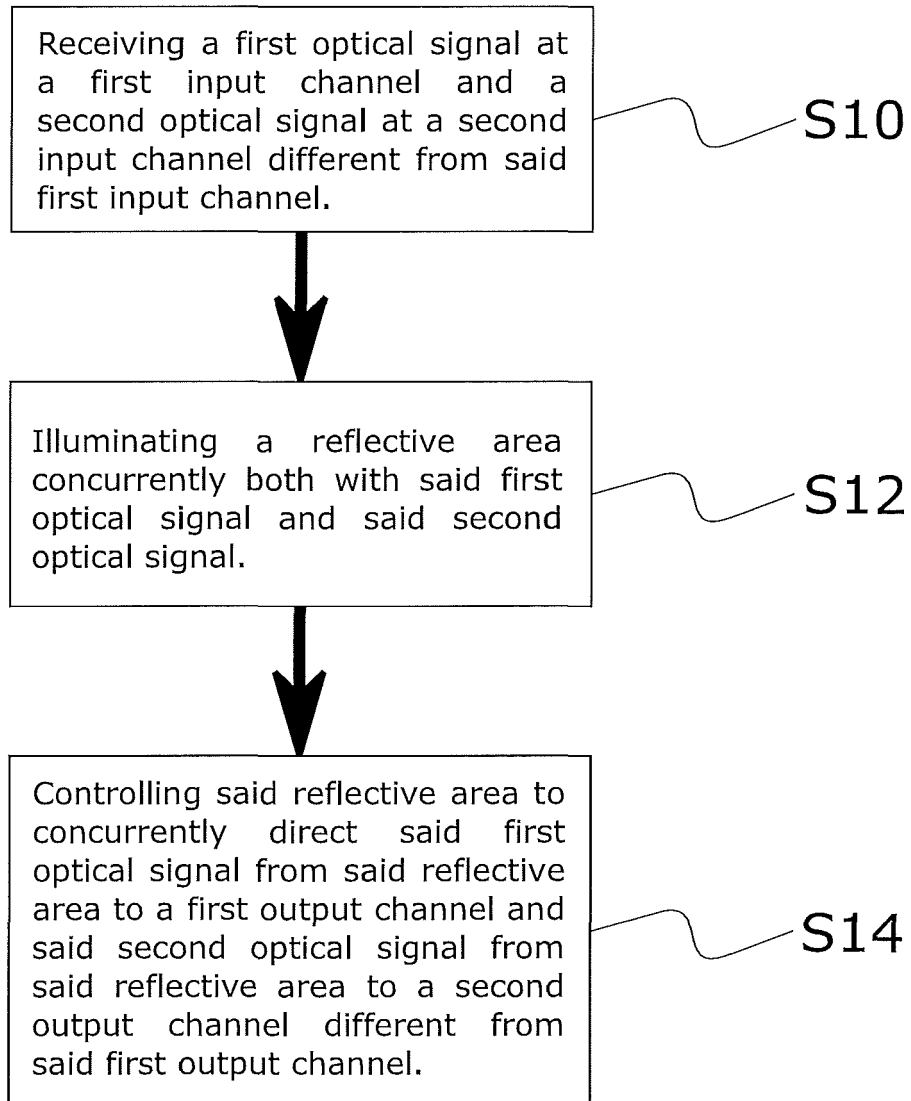 Receiving a first optical signal at
a first input channel and a
second optical signal at a second
input channel different from said
first input channel.
S10
Illuminating a reflective area
concurrently both with said first
optical signal and said second
optical signal.
S12
Controlling said reflective area to
concurrently direct said first
optical signal from said reflective
area to a first output channel and
said second optical signal from
said reflective area to a second
output channel different from
said first output channel.
S14